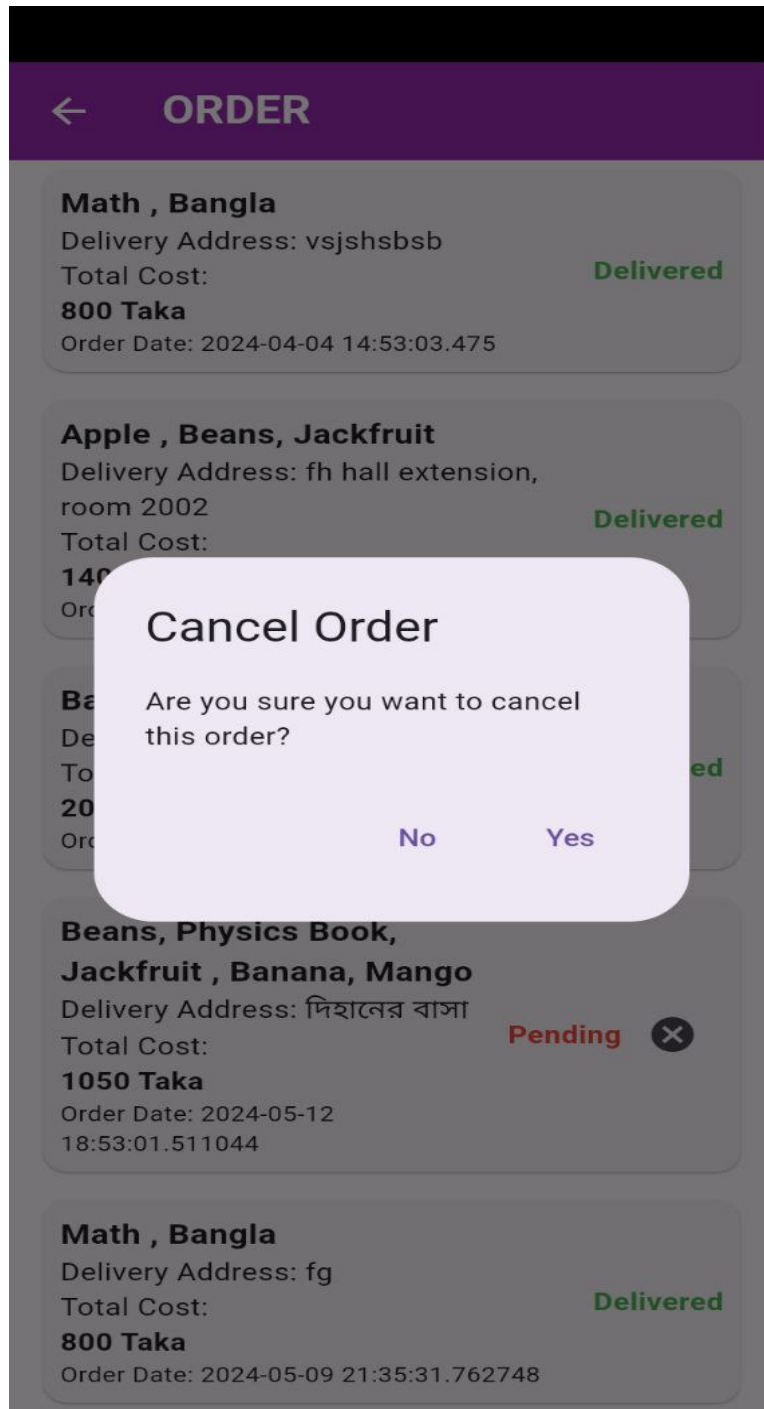 ORDER
Math , Bangla
Delivery Address: vsjshsbsb
Total Cost:
Delivered
800 Taka
Order Date: 2024-04-04 14:53:03.475
Apple , Beans, Jackfruit
Delivery Address: fh hall extension,
room 2002
Delivered
Total Cost:
Cancel Order
Are you sure you want to cancel
this order?
No Yes
Beans, Physics Book,
Jackfruit , Banana, Mango
Delivery Address: দিহানের বাসা
Pending
Total Cost:
1050 Taka
Order Date: 2024-05-12
18:53:01.511044
Math , Bangla
Delivery Address: fg
Total Cost:
Delivered
800 Taka
Order Date: 2024-05-09 21:35:31.762748